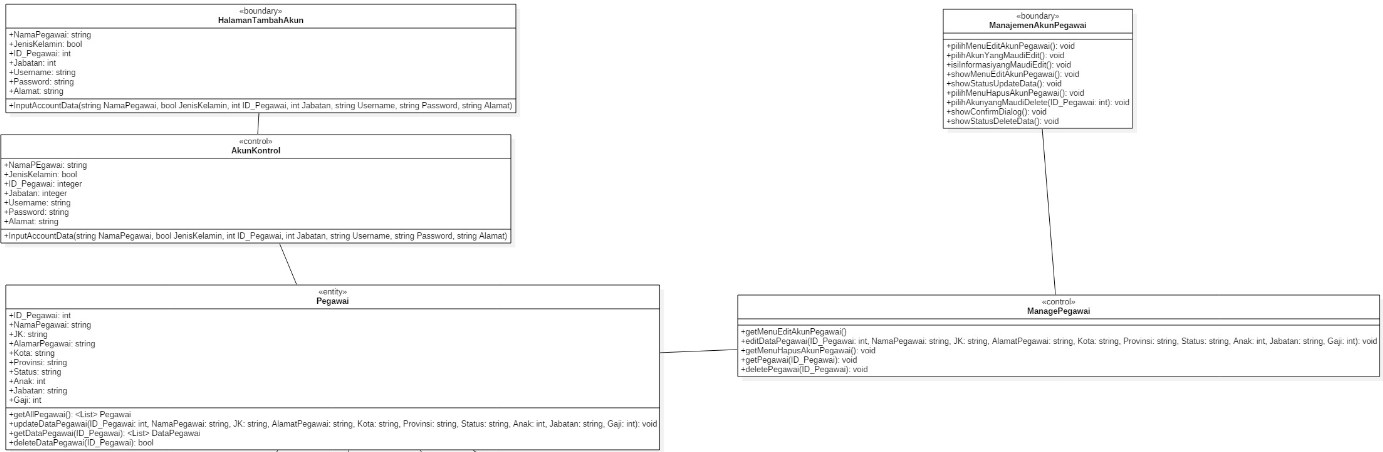 «boundary»
HalamanTambahAkun
+NamaPegawai: string
+JenisKelamin: bool
+ID_Pegawai: int
+Jabatan: int
+Username: string
+Password: string
+Alamat: string
+InputAccountData(string NamaPegawai, bool JenisKelamin, int ID_Pegawai, int Jabatan, string Username, string Password, string Alamat)
«control»
AkunKontrol
+NamaPEgawai: string
+JenisKelamin: bool
+ID_Pegawai: integer
+Jabatan: integer
+Username: string
+Password: string
+Alamat: string
+InputAccountData(string NamaPegawai, bool JenisKelamin, int ID_Pegawai, int Jabatan, string Username, string Password, string Alamat)
«entity»
Pegawai
+ID_Pegawai: int
+NamaPegawai: string
+JK: string
+AlamarPegawai: string
+Kota: string
+Provinsi: string
+Status: string
+Anak: int
+Jabatan: string
+Gaji: int
+getAllPegawai(): <List> Pegawai
+updateDataPegawai(ID_Pegawai: int, NamaPegawai: string, JK: string, AlamatPegawai: string, Kota: string, Provinsi: string, Status: string, Anak: int, Jabatan: string, Gaji: int): void
+getDataPegawai(ID_Pegawai): <List> DataPegawai
+deleteDataPegawai(ID_Pegawai): bool
«boundary»
ManajemenAkunPegawai
+pilihMenuEditAkunPegawai(): void
+pilihAkunYangMaudiEdit(): void
+isiInformasiyangMaudiEdit(): void
+showMenuEditAkunPegawai(): void
+showStatusUpdateData(): void
+pilihMenuHapusAkunPegawai(): void
+pilihAkunyangMaudiDelete(ID_Pegawai: int): void
+showConfirmDialog(): void
+showStatusDeleteData(): void
«control»
ManagePegawai
+getMenuEditAkunPegawai()
+editDataPegawai(ID_Pegawai: int, NamaPegawai: string, JK: string, AlamatPegawai: string, Kota: string, Provinsi: string, Status: string, Anak: int, Jabatan: string, Gaji: int): void
+getMenuHapusAkunPegawai(): void
+getPegawai(ID_Pegawai): void
+deletePegawai(ID_Pegawai): void